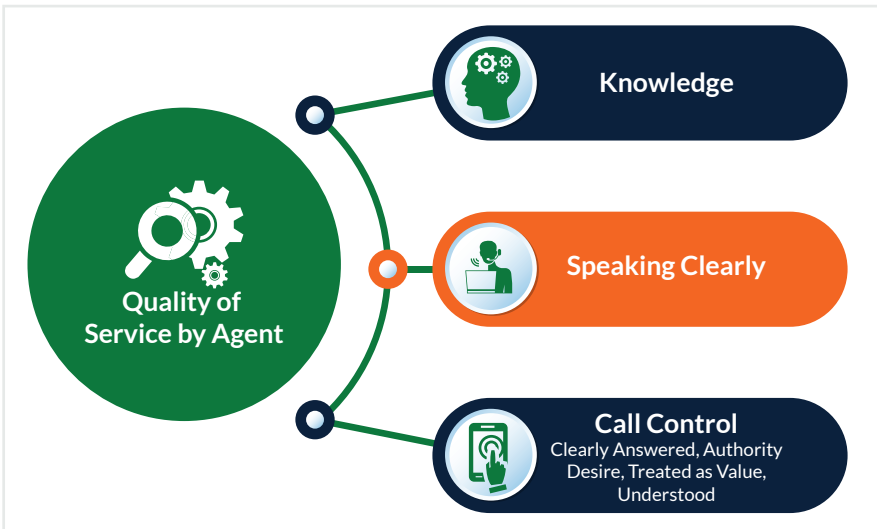 Quality of
Service by Agent
Knowledge
Speaking Clearly
Call Control
Clearly Answered, Authority
Desire, Treated as Value,
Understood